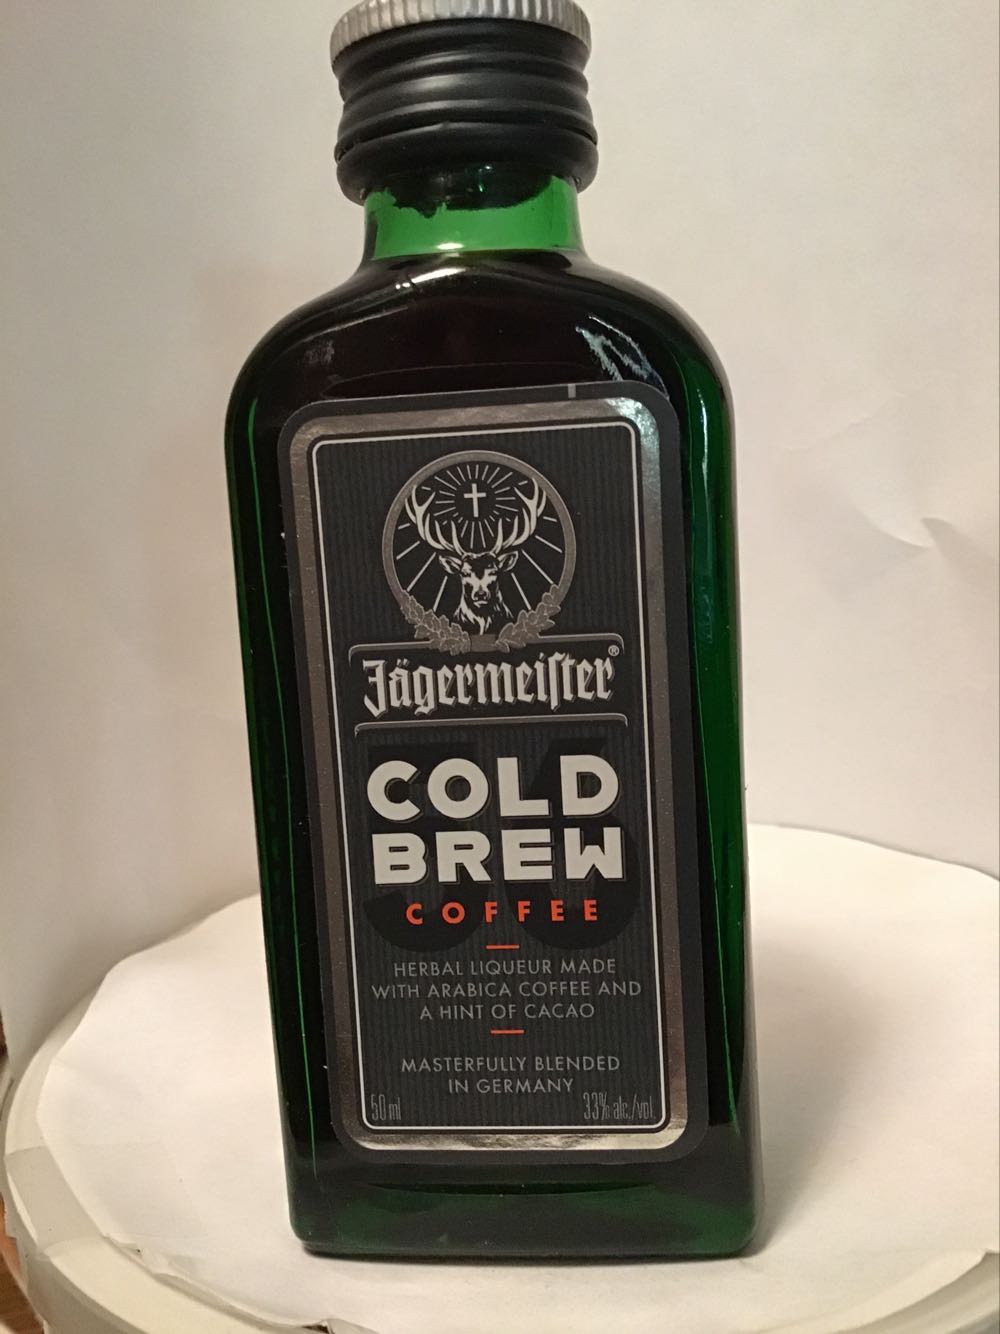 Jägermeiſter®
56
COLD
BREW
COFFEE
HERBAL LIQUEUR MADE
WITH ARABICA COFFEE AND
A HINT OF CACAO
MASTERFULLY BLENDED
IN GERMANY
50 ml 33% alc./vol.